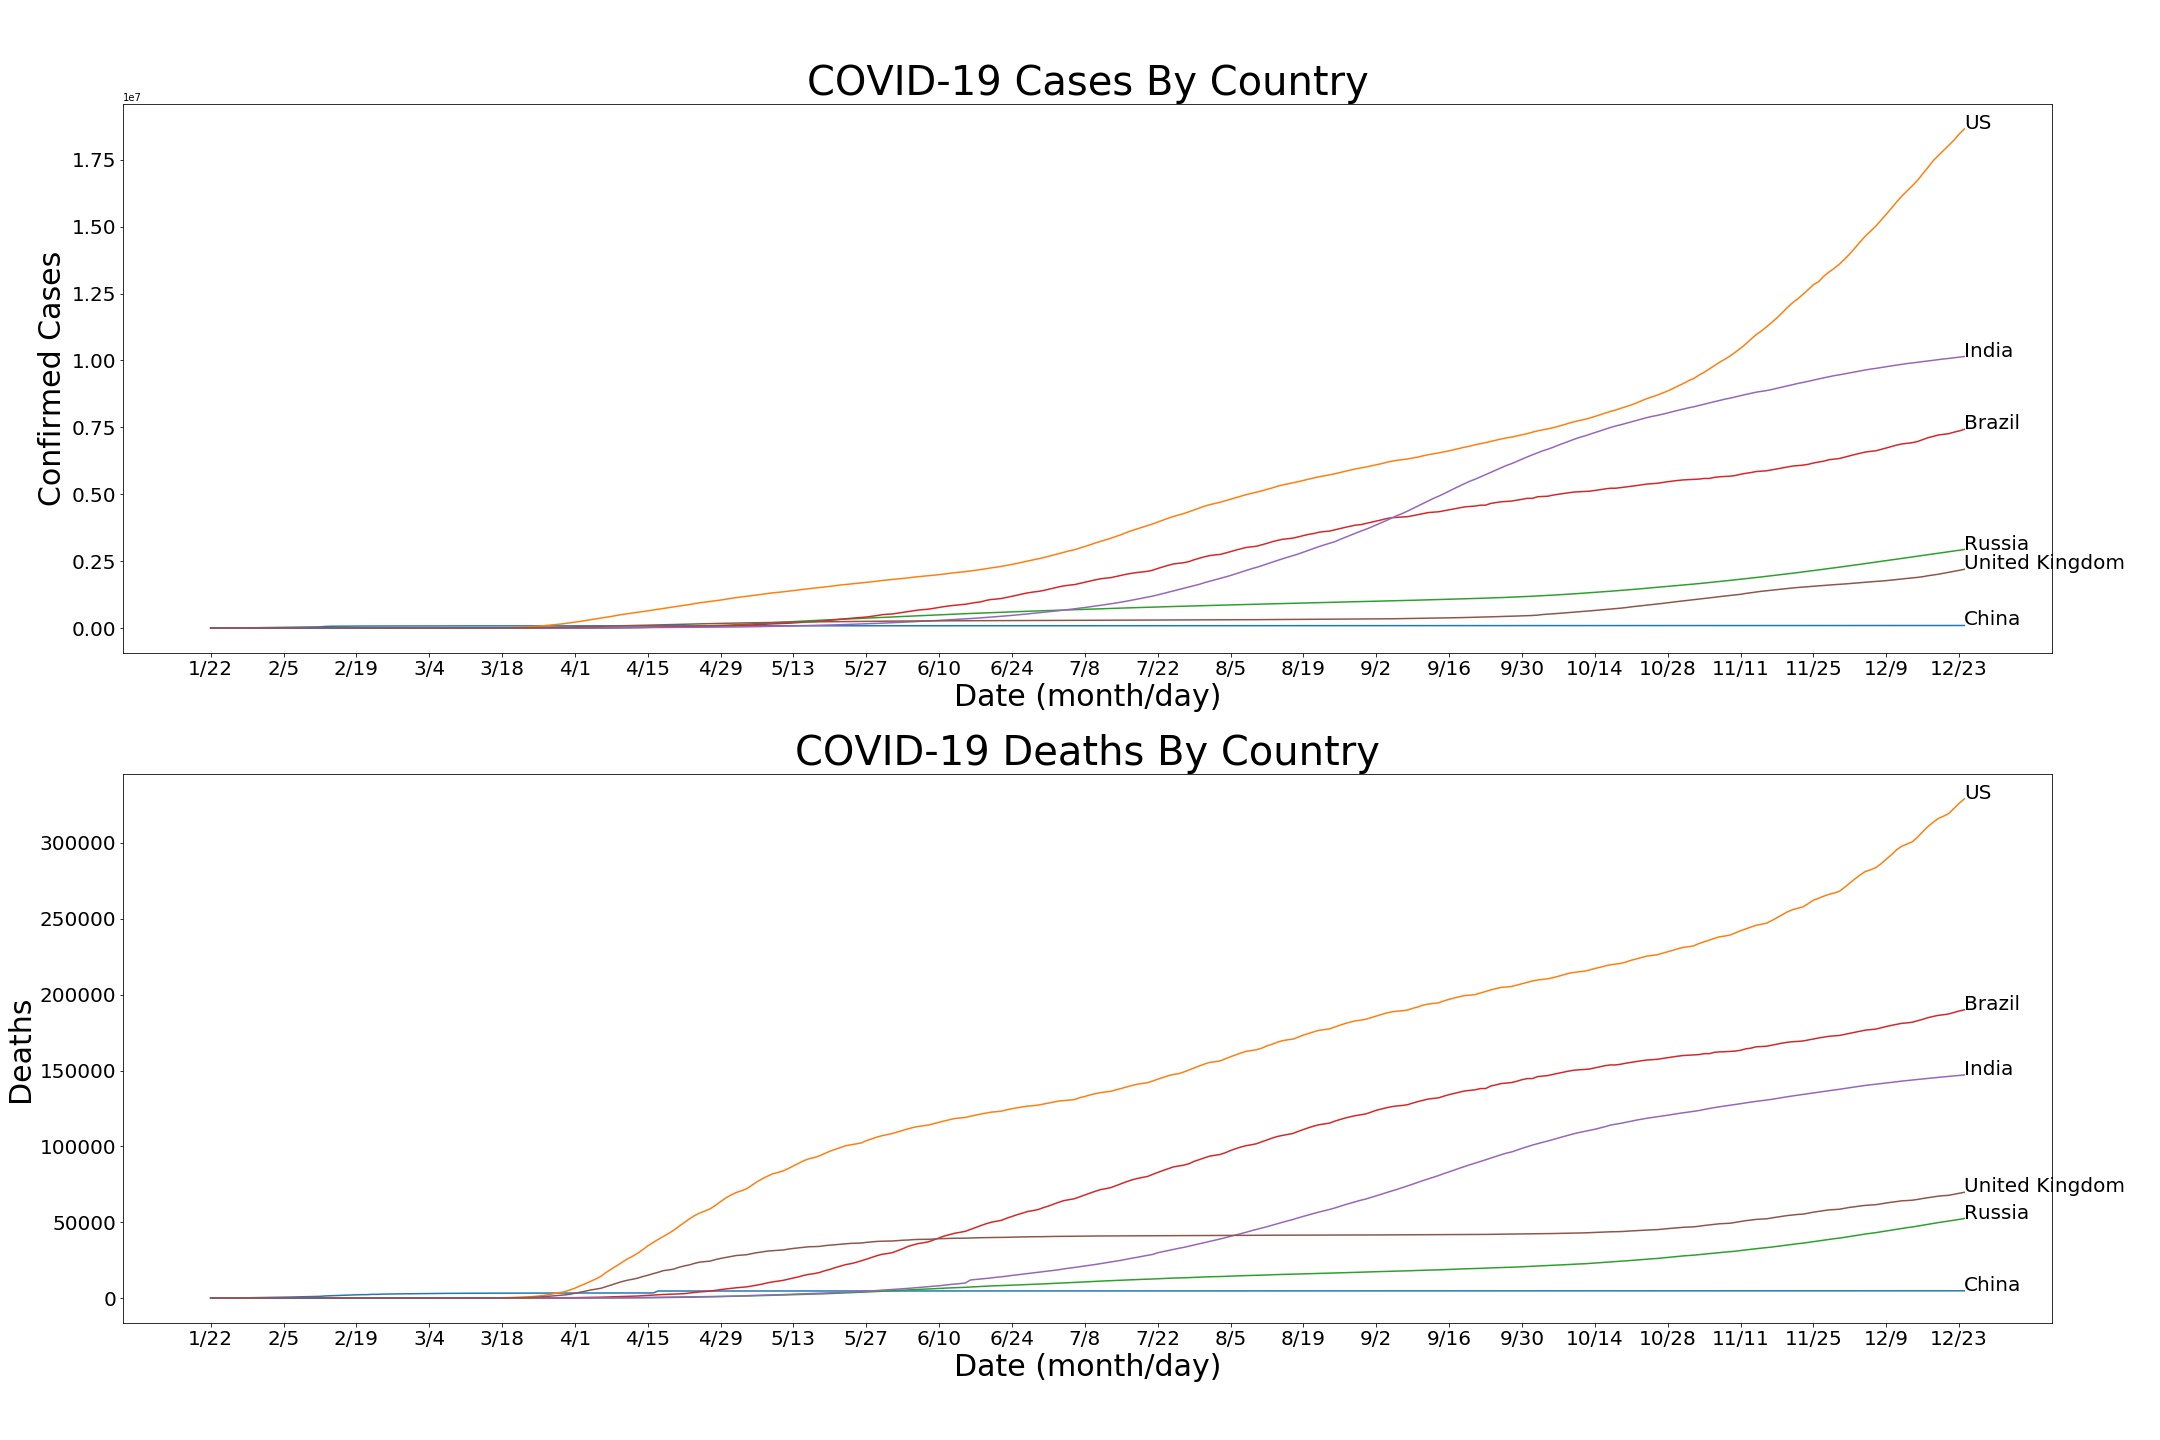 COVID-19 Cases By Country
1e7
US
1.75
1.50
1.25
Confirmed Cases
1.00
India
0.75
Brazil
0.50
Russia
0.25
United Kingdom
China
0.00
1/22 2/5 2/19 3/4 3/18 4/1 4/15 4/29 5/13 5/27 6/10 6/24 7/8 7/22 8/5 8/19 9/2 9/16 9/30 10/14 10/28 11/11 11/25 12/9 12/23
Date (month/day)
COVID-19 Deaths By Country
US
300000
250000
200000
Brazil
Deaths
150000
India
100000
United Kingdom
50000
Russia
China
0
1/22 2/5 2/19 3/4 3/18 4/1 4/15 4/29 5/13 5/27 6/10 6/24 7/8 7/22 8/5 8/19 9/2 9/16 9/30 10/14 10/28 11/11 11/25 12/9 12/23
Date (month/day)